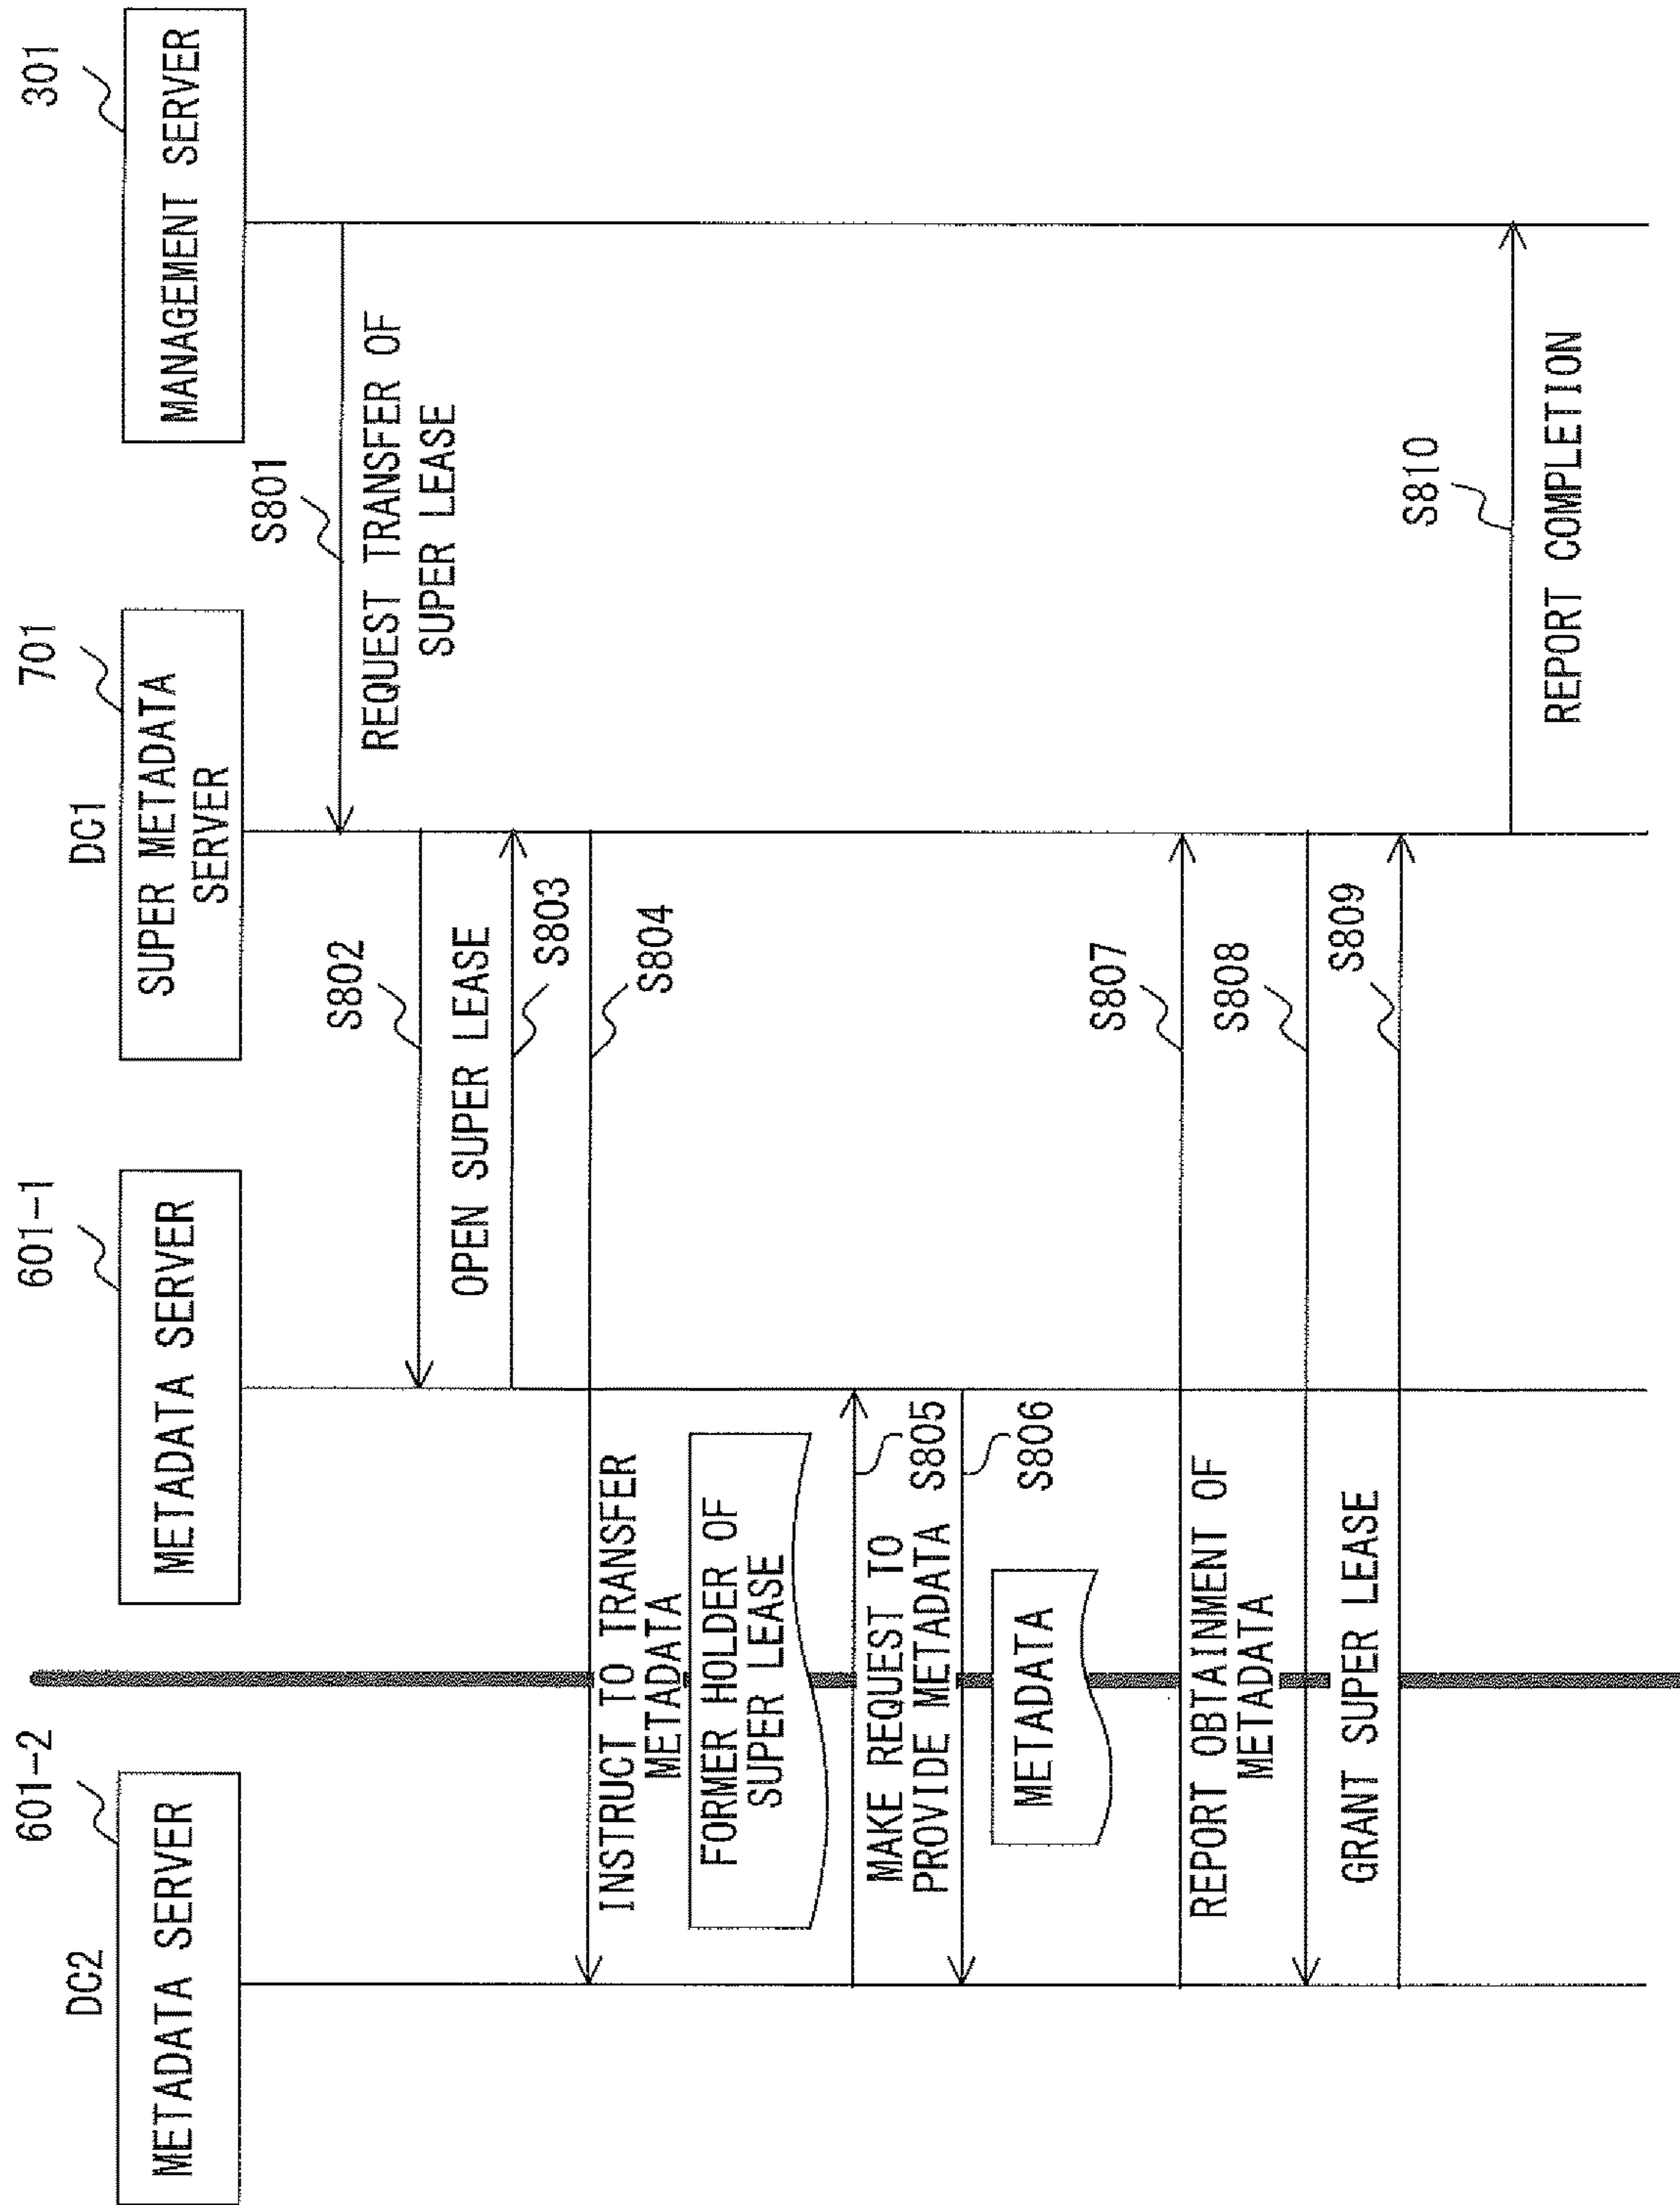 601-2
601-1
701
301
DC2
DC1
METADATA SERVER
METADATA SERVER
SUPER METADATA
SERVER
MANAGEMENT SERVER
S801
REQUEST TRANSFER OF
SUPER LEASE
S802
OPEN SUPER LEASE
S803
S804
INSTRUCT TO TRANSFER
METADATA
FORMER HOLDER OF
SUPER LEASE
MAKE REQUEST TO
PROVIDE METADATA
S805
S806
METADATA
S807
REPORT OBTAINMENT OF
METADATA
S808
GRANT SUPER LEASE
S809
S810
REPORT COMPLETION